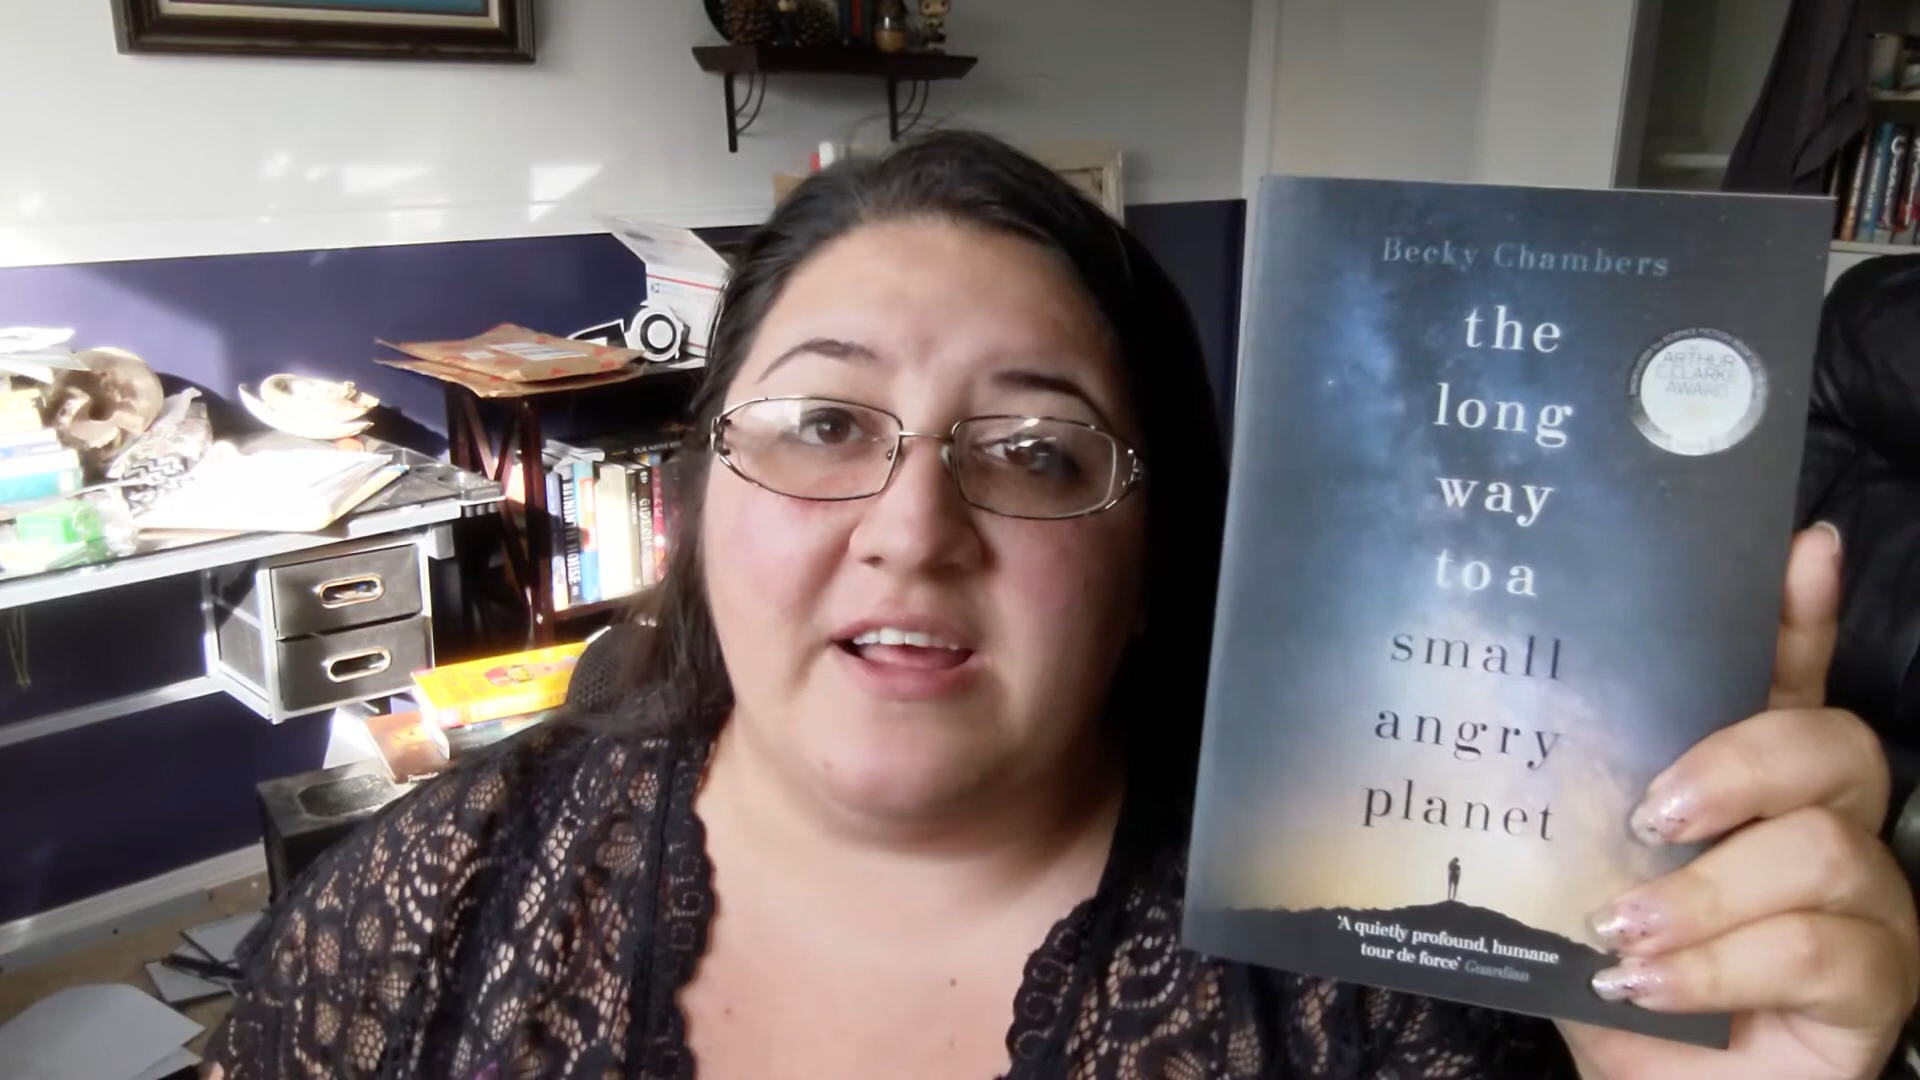 Becky Chambers
the
long
way
to a
small
angry
planet
ARTHUR
C. CLARKE
AWARD
'A quietly profound, humane
tour de force' Guardian